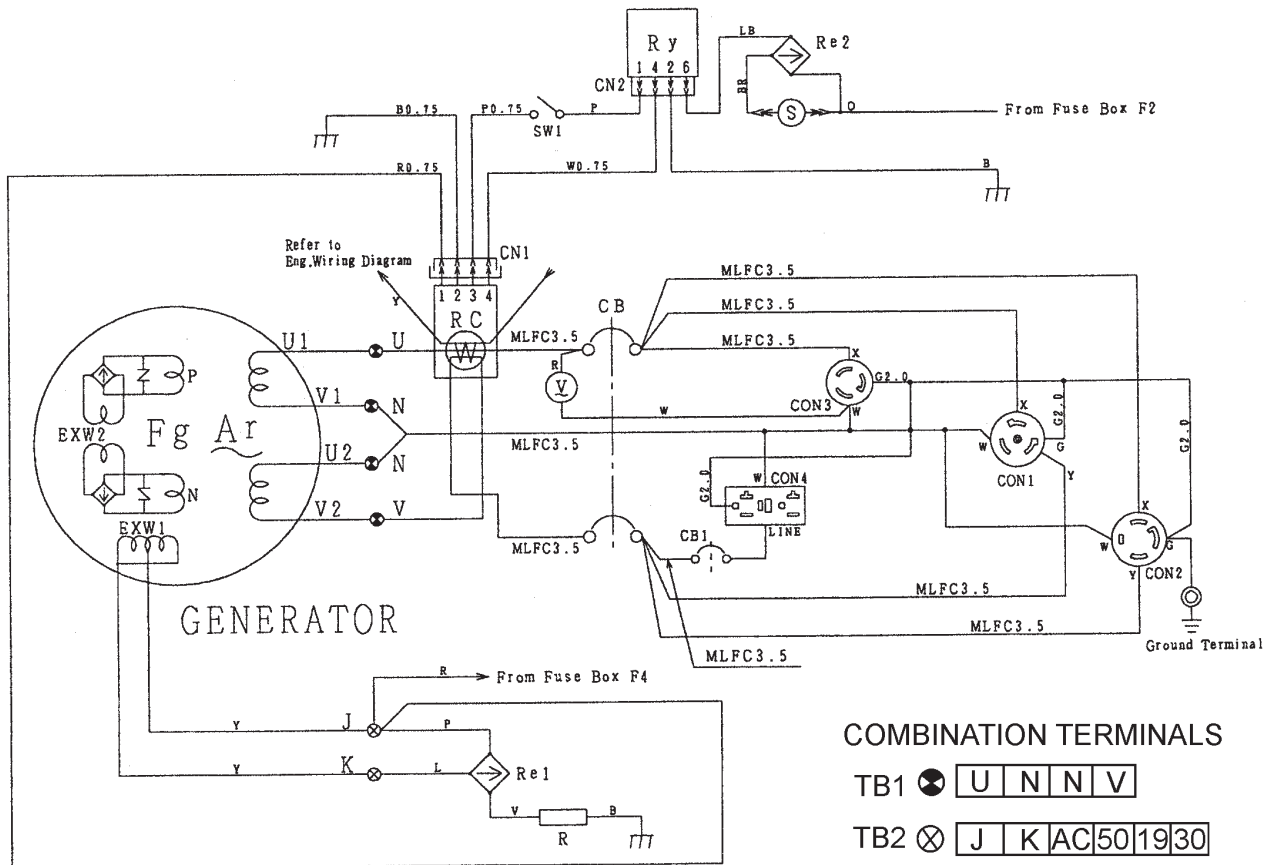 Ry
1 4 2 6
CN2
LB
Re2
BR
S
O
From Fuse Box F2
B0.75
P0.75
SW1
P
R0.75
W0.75
B
Refer to
Eng.Wiring Diagram
Y
CN1
1 2 3 4
RC
W
MLFC3.5
CB
MLFC3.5
MLFC3.5
MLFC3.5
U1
U
V1
N
U2
N
V2
V
P
EXW2
Fg
Ar
N
EXW1
GENERATOR
R
V
W
MLFC3.5
X
G2.0
CON3
W
X
G2.0
G2.0
W
G
CON1
Y
G2.0
W
CON4
LINE
CB1
MLFC3.5
X
W
G
Y
CON2
MLFC3.5
MLFC3.5
MLFC3.5
Ground Terminal
R
From Fuse Box F4
Y
J
P
Y
K
L
Re1
V
R
B
COMBINATION TERMINALS
TB1 U N N V
TB2 J K AC 50 19 30